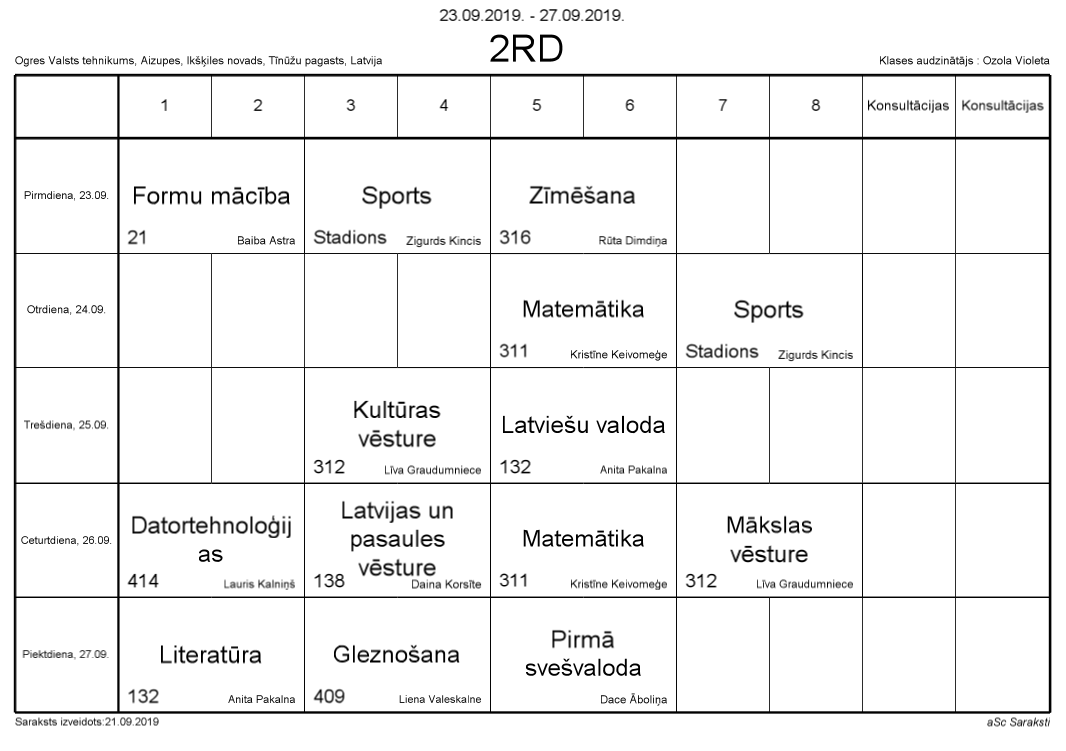 23.09.2019. - 27.09.2019.
2RD
Ogres Valsts tehnikums, Aizupes, Ikšķiles novads, Tīnūžu pagasts, Latvija
Klases audzinātājs : Ozola Violeta
1 2 3 4 5 6 7 8 Konsultācijas Konsultācijas
Pirmdiena, 23.09.
Formu mācība
21 Baiba Astra
Sports
Stadions Zigurds Kincis
Zīmēšana
316 Rūta Dimdiņa
Otrdiena, 24.09.
Matemātika
311 Kristīne Keivomeģe
Sports
Stadions Zigurds Kincis
Trešdiena, 25.09.
Kultūras
vēsture
312 Līva Graudumniece
Latviešu valoda
132 Anita Pakalna
Ceturtdiena, 26.09.
Datortehnoloģij
as
414 Lauris Kalniņš
Latvijas un
pasaules
vēsture
138 Daina Korsīte
Matemātika
311 Kristīne Keivomeģe
Mākslas
vēsture
312 Līva Graudumniece
Piektdiena, 27.09.
Literatūra
132 Anita Pakalna
Gleznošana
409 Liena Valeskalne
Pirmā
svešvaloda
Dace Āboliņa
Saraksts izveidots:21.09.2019
aSc Saraksti